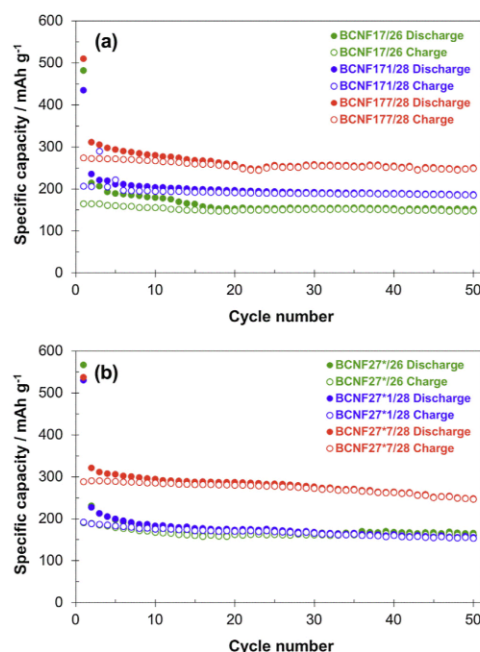 600
(a)
BCNF17/26 Discharge
BCNF17/26 Charge
500
BCNF171/28 Discharge
BCNF171/28 Charge
400
BCNF177/28 Discharge
BCNF177/28 Charge
300
200
100
0
Specific capacity / mAh g-1
0 10 20 30 40 50
Cycle number
600
(b)
BCNF27*/26 Discharge
BCNF27*/26 Charge
500
BCNF27*1/28 Discharge
BCNF27*1/28 Charge
400
BCNF27*7/28 Discharge
BCNF27*7/28 Charge
300
200
100
0
Specific capacity / mAh g-1
0 10 20 30 40 50
Cycle number